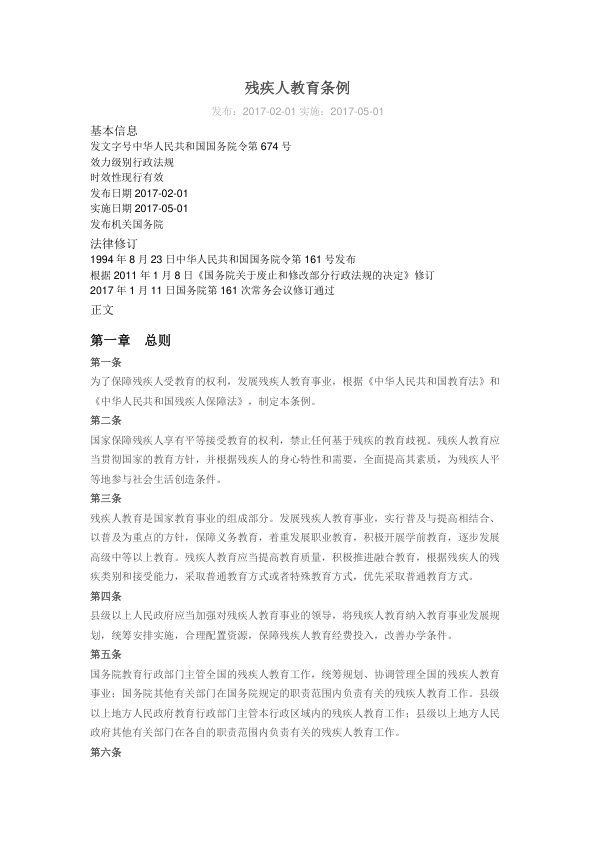 残疾人教育条例
发布：2017-02-01 实施：2017-05-01
基本信息
发文字号中华人民共和国国务院令第 674 号
效力级别行政法规
时效性现行有效
发布日期 2017-02-01
实施日期 2017-05-01
发布机关国务院
法律修订
1994 年 8 月 23 日中华人民共和国国务院令第 161 号发布
根据 2011 年 1 月 8 日《国务院关于废止和修改部分行政法规的决定》修订
2017 年 1 月 11 日国务院第 161 次常务会议修订通过
正文
第一章　总则
第一条
为了保障残疾人受教育的权利，发展残疾人教育事业，根据《中华人民共和国教育法》和
《中华人民共和国残疾人保障法》，制定本条例。
第二条
国家保障残疾人享有平等接受教育的权利，禁止任何基于残疾的教育歧视。残疾人教育应
当贯彻国家的教育方针，并根据残疾人的身心特性和需要，全面提高其素质，为残疾人平
等地参与社会生活创造条件。
第三条
残疾人教育是国家教育事业的组成部分。发展残疾人教育事业，实行普及与提高相结合、
以普及为重点的方针，保障义务教育，着重发展职业教育，积极开展学前教育，逐步发展
高级中等以上教育。残疾人教育应当提高教育质量，积极推进融合教育，根据残疾人的残
疾类别和接受能力，采取普通教育方式或者特殊教育方式，优先采取普通教育方式。
第四条
县级以上人民政府应当加强对残疾人教育事业的领导，将残疾人教育纳入教育事业发展规
划，统筹安排实施，合理配置资源，保障残疾人教育经费投入，改善办学条件。
第五条
国务院教育行政部门主管全国的残疾人教育工作，统筹规划、协调管理全国的残疾人教育
事业；国务院其他有关部门在国务院规定的职责范围内负责有关的残疾人教育工作。县级
以上地方人民政府教育行政部门主管本行政区域内的残疾人教育工作；县级以上地方人民
政府其他有关部门在各自的职责范围内负责有关的残疾人教育工作。
第六条